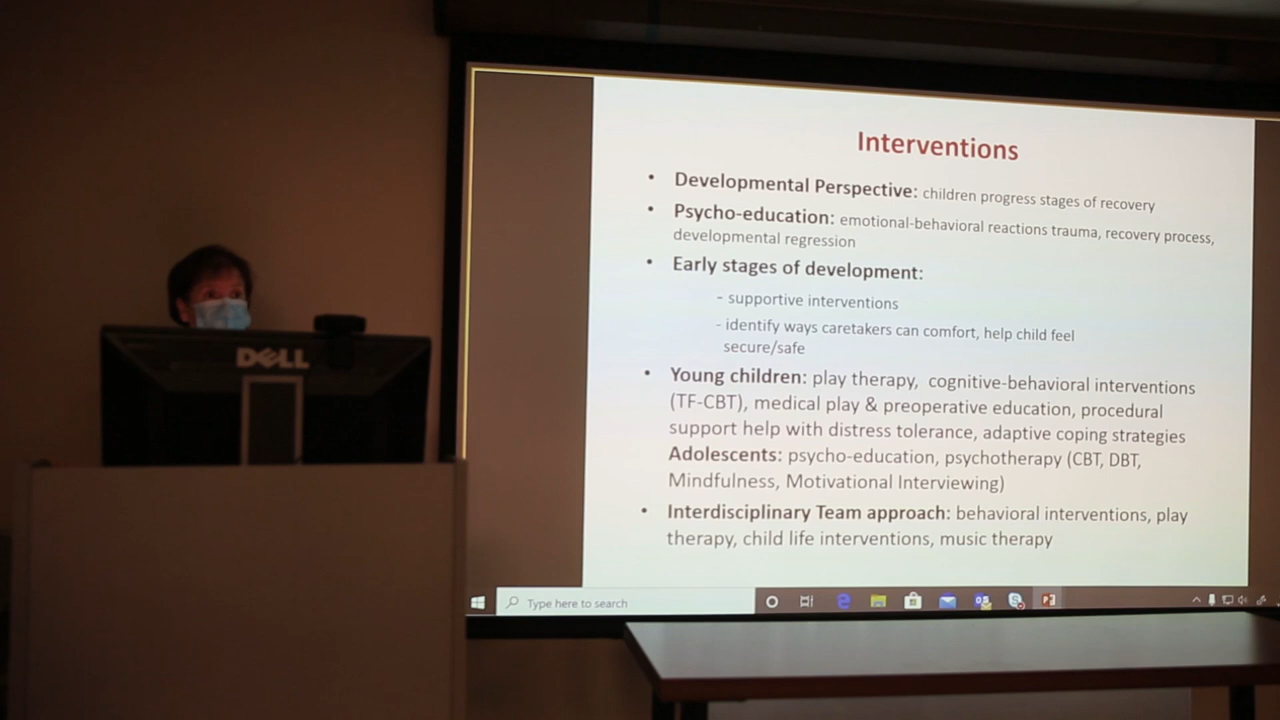 DELL
Interventions
• Developmental Perspective: children progress stages of recovery
• Psycho-education: emotional-behavioral reactions trauma, recovery process,
developmental regression
• Early stages of development:
- supportive interventions
- identify ways caretakers can comfort, help child feel
secure/safe
• Young children: play therapy, cognitive-behavioral interventions
(TF-CBT), medical play & preoperative education, procedural
support help with distress tolerance, adaptive coping strategies
Adolescents: psycho-education, psychotherapy (CBT, DBT,
Mindfulness, Motivational Interviewing)
• Interdisciplinary Team approach: behavioral interventions, play
therapy, child life interventions, music therapy
Type here to search